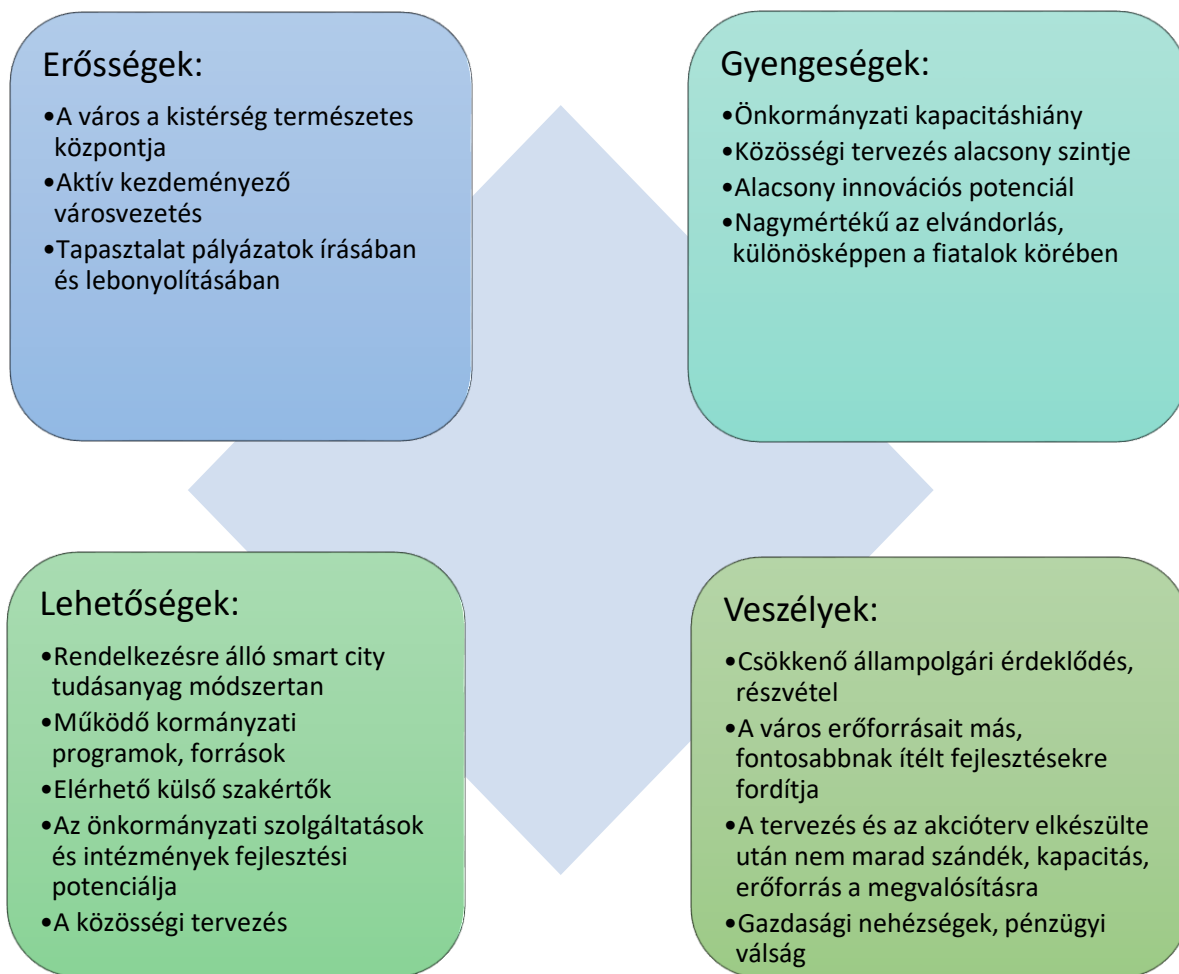 Erősségek:
•A város a kistérség természetes
központja
•Aktív kezdeményező
városvezetés
•Tapasztalat pályázatok írásában
és lebonyolításában
Gyengeségek:
•Önkormányzati kapacitáshiány
•Közösségi tervezés alacsony szintje
•Alacsony innovációs potenciál
•Nagymértékű az elvándorlás,
különösképpen a fiatalok körében
Lehetőségek:
•Rendelkezésre álló smart city
tudásanyag módszertan
•Működő kormányzati
programok, források
•Elérhető külső szakértők
•Az önkormányzati szolgáltatások
és intézmények fejlesztési
potenciálja
•A közösségi tervezés
Veszélyek:
•Csökkenő állampolgári érdeklődés,
részvétel
•A város erőforrásait más,
fontosabbnak ítélt fejlesztésekre
fordítja
•A tervezés és az akcióterv elkészülte
után nem marad szándék, kapacitás,
erőforrás a megvalósításra
•Gazdasági nehézségek, pénzügyi
válság